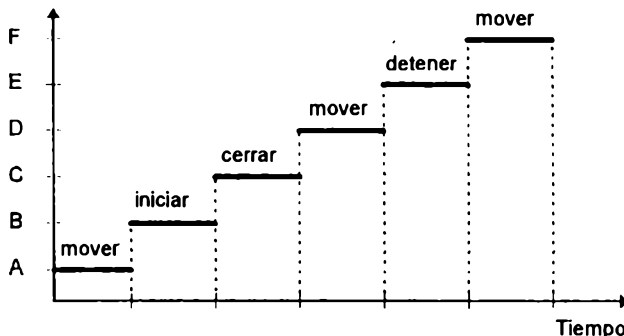 F mover
E detener
D mover
C cerrar
B iniciar
A mover
Tiempo